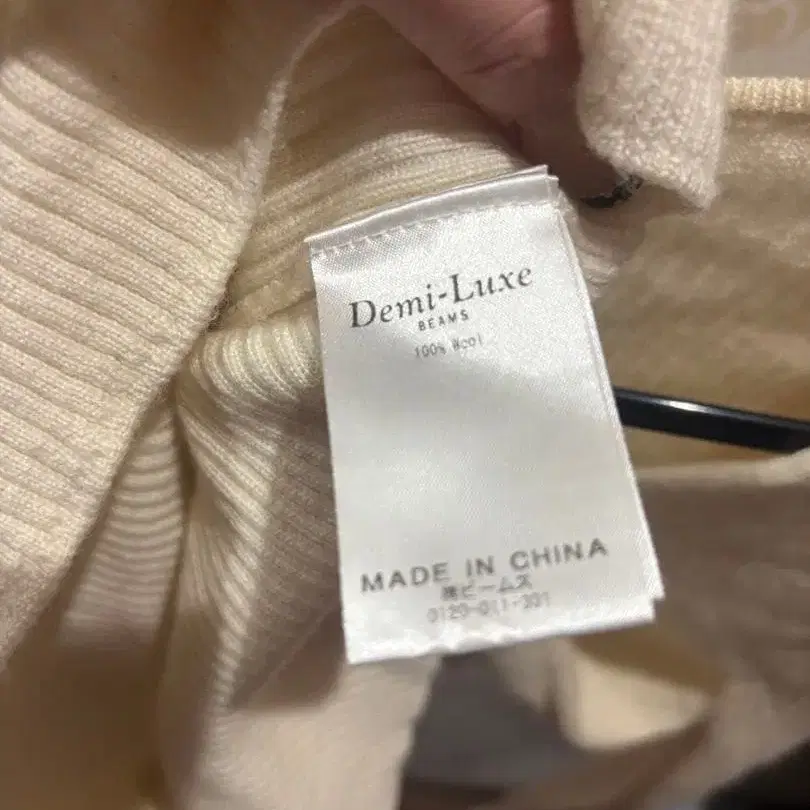 Demi-Luxe
BEAMS
100% Wool
MADE IN CHINA
㈱ビームス
0120-011-301